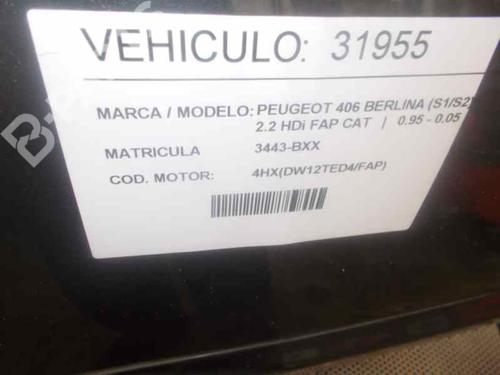 VEHICULO: 31955
MARCA / MODELO: PEUGEOT 406 BERLINA (S1/S2)
2.2 HDi FAP CAT | 0.95 - 0.05
MATRICULA 3443-BXX
COD. MOTOR: 4HX(DW12TED4/FAP)